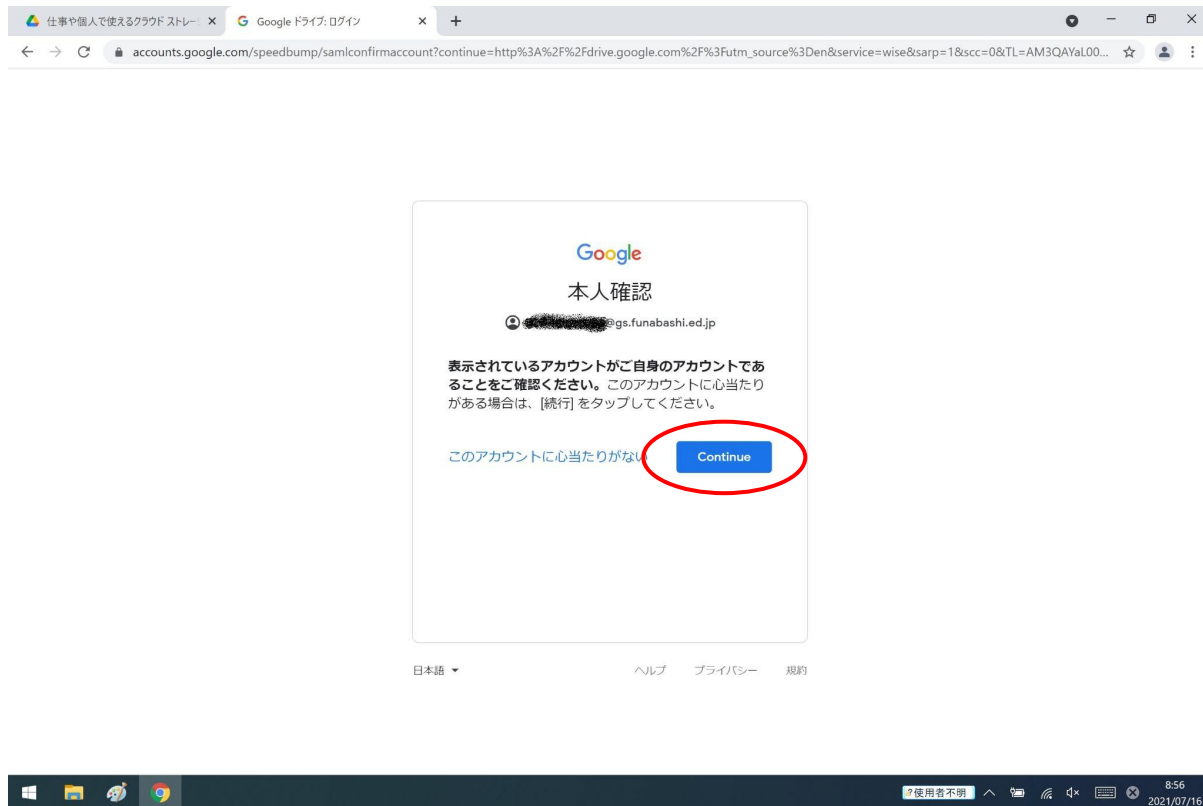 仕事や個人で使えるクラウド ストレー
Google ドライブ: ログイン
accounts.google.com/speedbump/samlconfirmaccount?continue=http%3A%2F%2Fdrive.google.com%2F%3Futm_source%3Den&service=wise&sarp=1&scc=0&TL=AM3QAYaL00...
Google
本人確認
@gs.funabashi.ed.jp
表示されているアカウントがご自身のアカウントであ
ることをご確認ください。このアカウントに心当たり
がある場合は、[続行] をタップしてください。
このアカウントに心当たりがない
Continue
日本語
ヘルプ プライバシー 規約
?使用者不明
8:56
2021/07/16